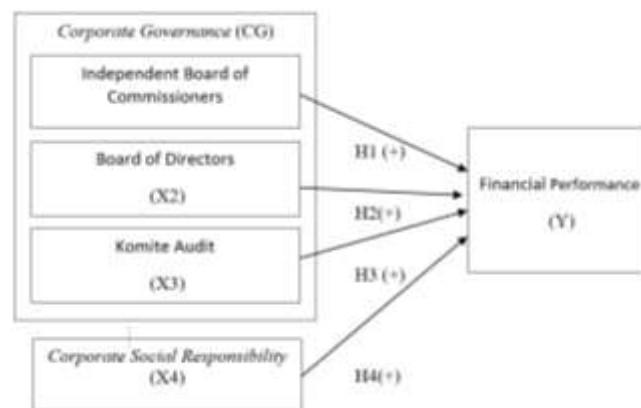 Corporate Governance (CG)
Independent Board of
Commissioners
Board of Directors
(X2)
Komite Audit
(X3)
Corporate Social Responsibility
(X4)
H1 (+)
H2(+)
H3 (+)
H4(+)
Financial Performance
(Y)